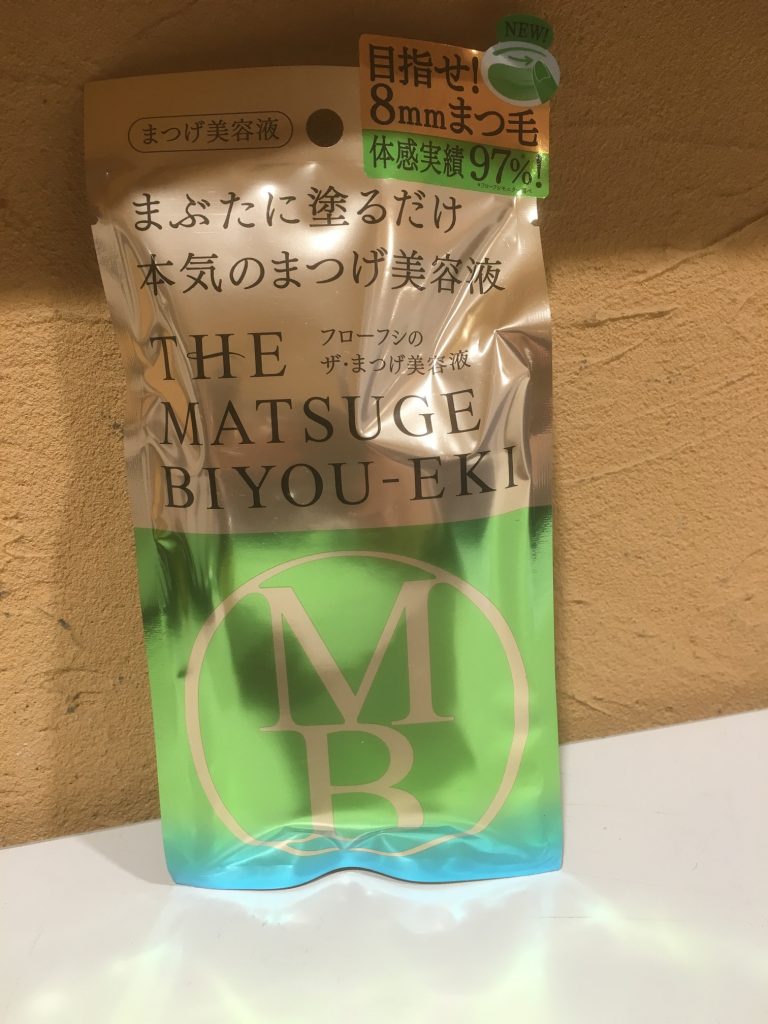 NEW!
目指せ!
8mmまつ毛
体感実績97%!
まつげ美容液
まぶたに塗るだけ
本気のまつげ美容液
THE
フローフシの
ザ・まつげ美容液
MATSUGE
BIYOU-EKI
M
B